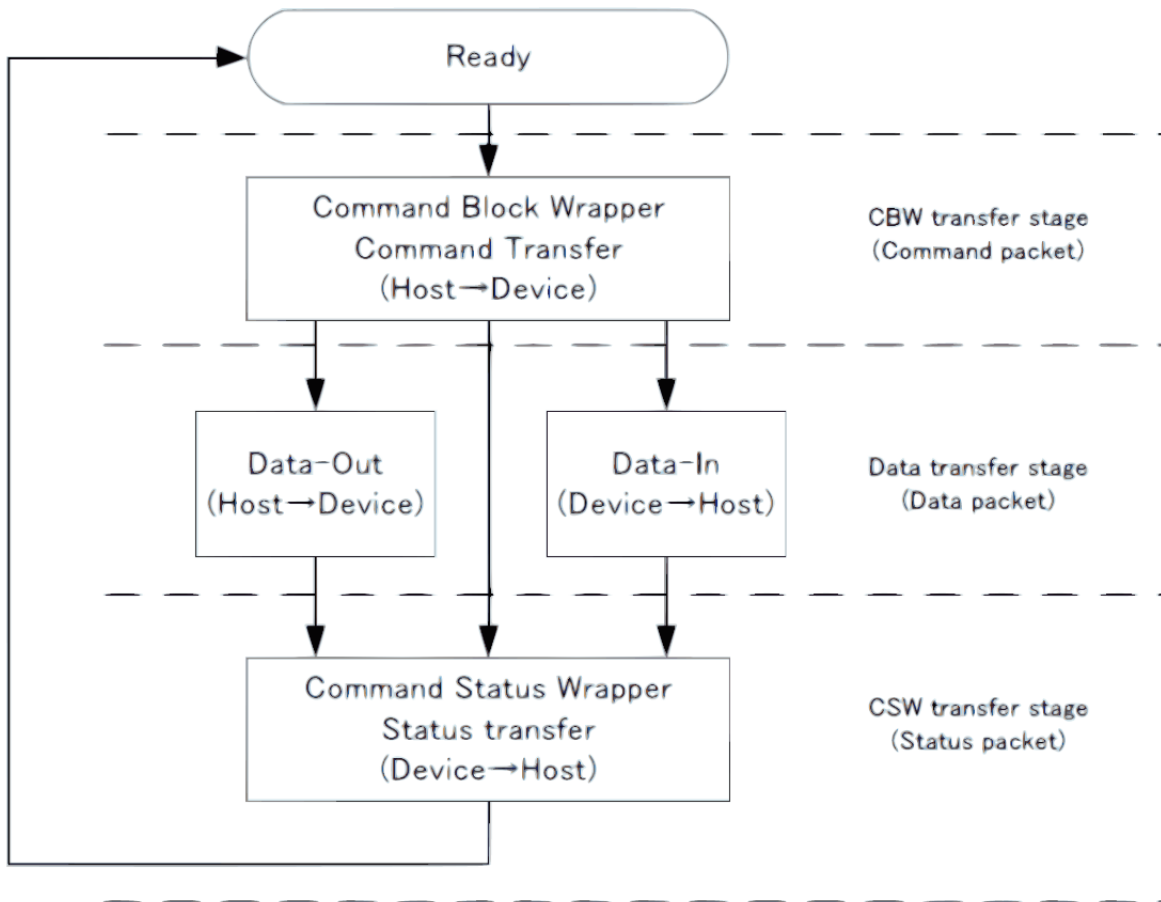 Ready
Command Block Wrapper
Command Transfer
(Host→Device)
CBW transfer stage
(Command packet)
Data-Out
(Host→Device)
Data-In
(Device→Host)
Data transfer stage
(Data packet)
Command Status Wrapper
Status transfer
(Device→Host)
CSW transfer stage
(Status packet)